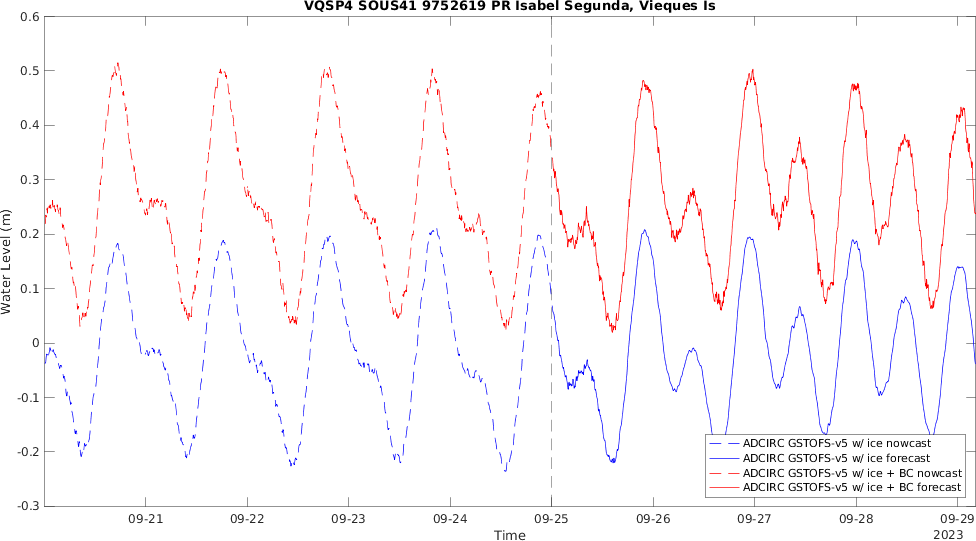 VQSP4 SOUS41 9752619 PR Isabel Segunda, Vieques Is
0.6
0.5
0.4
0.3
0.2
0.1
0
-0.1
-0.2
-0.3
Water Level (m)
ADCIRC GSTOFS-v5 w/ ice nowcast
ADCIRC GSTOFS-v5 w/ ice forecast
ADCIRC GSTOFS-v5 w/ ice + BC nowcast
ADCIRC GSTOFS-v5 w/ ice + BC forecast
09-21 09-22 09-23 09-24 09-25 09-26 09-27 09-28 09-29
Time
2023